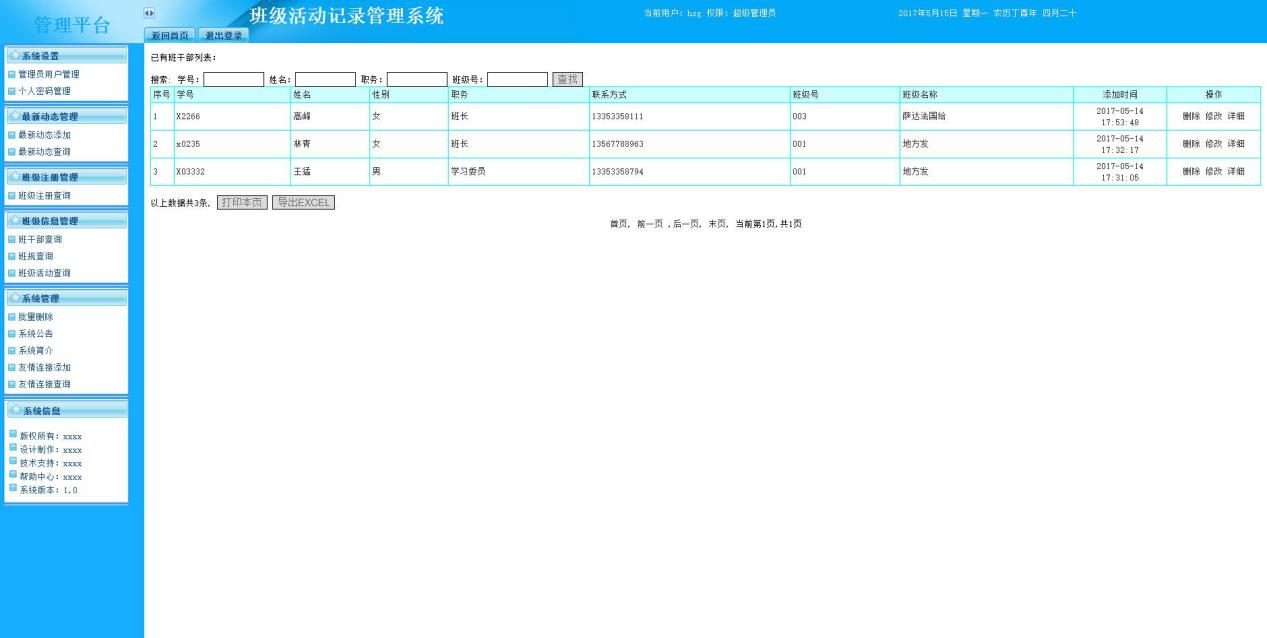 管理平台
班级活动记录管理系统
当前用户: hsg 权限: 超级管理员
2017年5月15日 星期一 农历丁酉年 四月二十
返回首页 退出登录
系统设置
管理员用户管理
个人密码管理
最新动态管理
最新动态添加
最新动态查询
班级注册管理
班级注册查询
班级信息管理
班干部查询
班规查询
班级活动查询
系统管理
批量删除
系统公告
系统简介
友情连接添加
友情连接查询
系统信息
版权所有: xxxx
设计制作: xxxx
技术支持: xxxx
帮助中心: xxxx
系统版本: 1.0
已有班干部列表:
搜索: 学号: 姓名: 职务: 班级号: 查找
序号 学号 姓名 性别 职务 联系方式 班级号 班级名称 添加时间 操作
1 X2266 高峰 女 班长 13353358111 003 萨达法国给 2017-05-14 17:53:48 删除 修改 详细
2 x0235 林青 女 班长 13567788963 001 地方发 2017-05-14 17:32:17 删除 修改 详细
3 X03332 王猛 男 学习委员 13353358794 001 地方发 2017-05-14 17:31:05 删除 修改 详细
以上数据共3条, 打印本页 导出EXCEL
首页, 前一页 ,后一页, 末页, 当前第1页,共1页